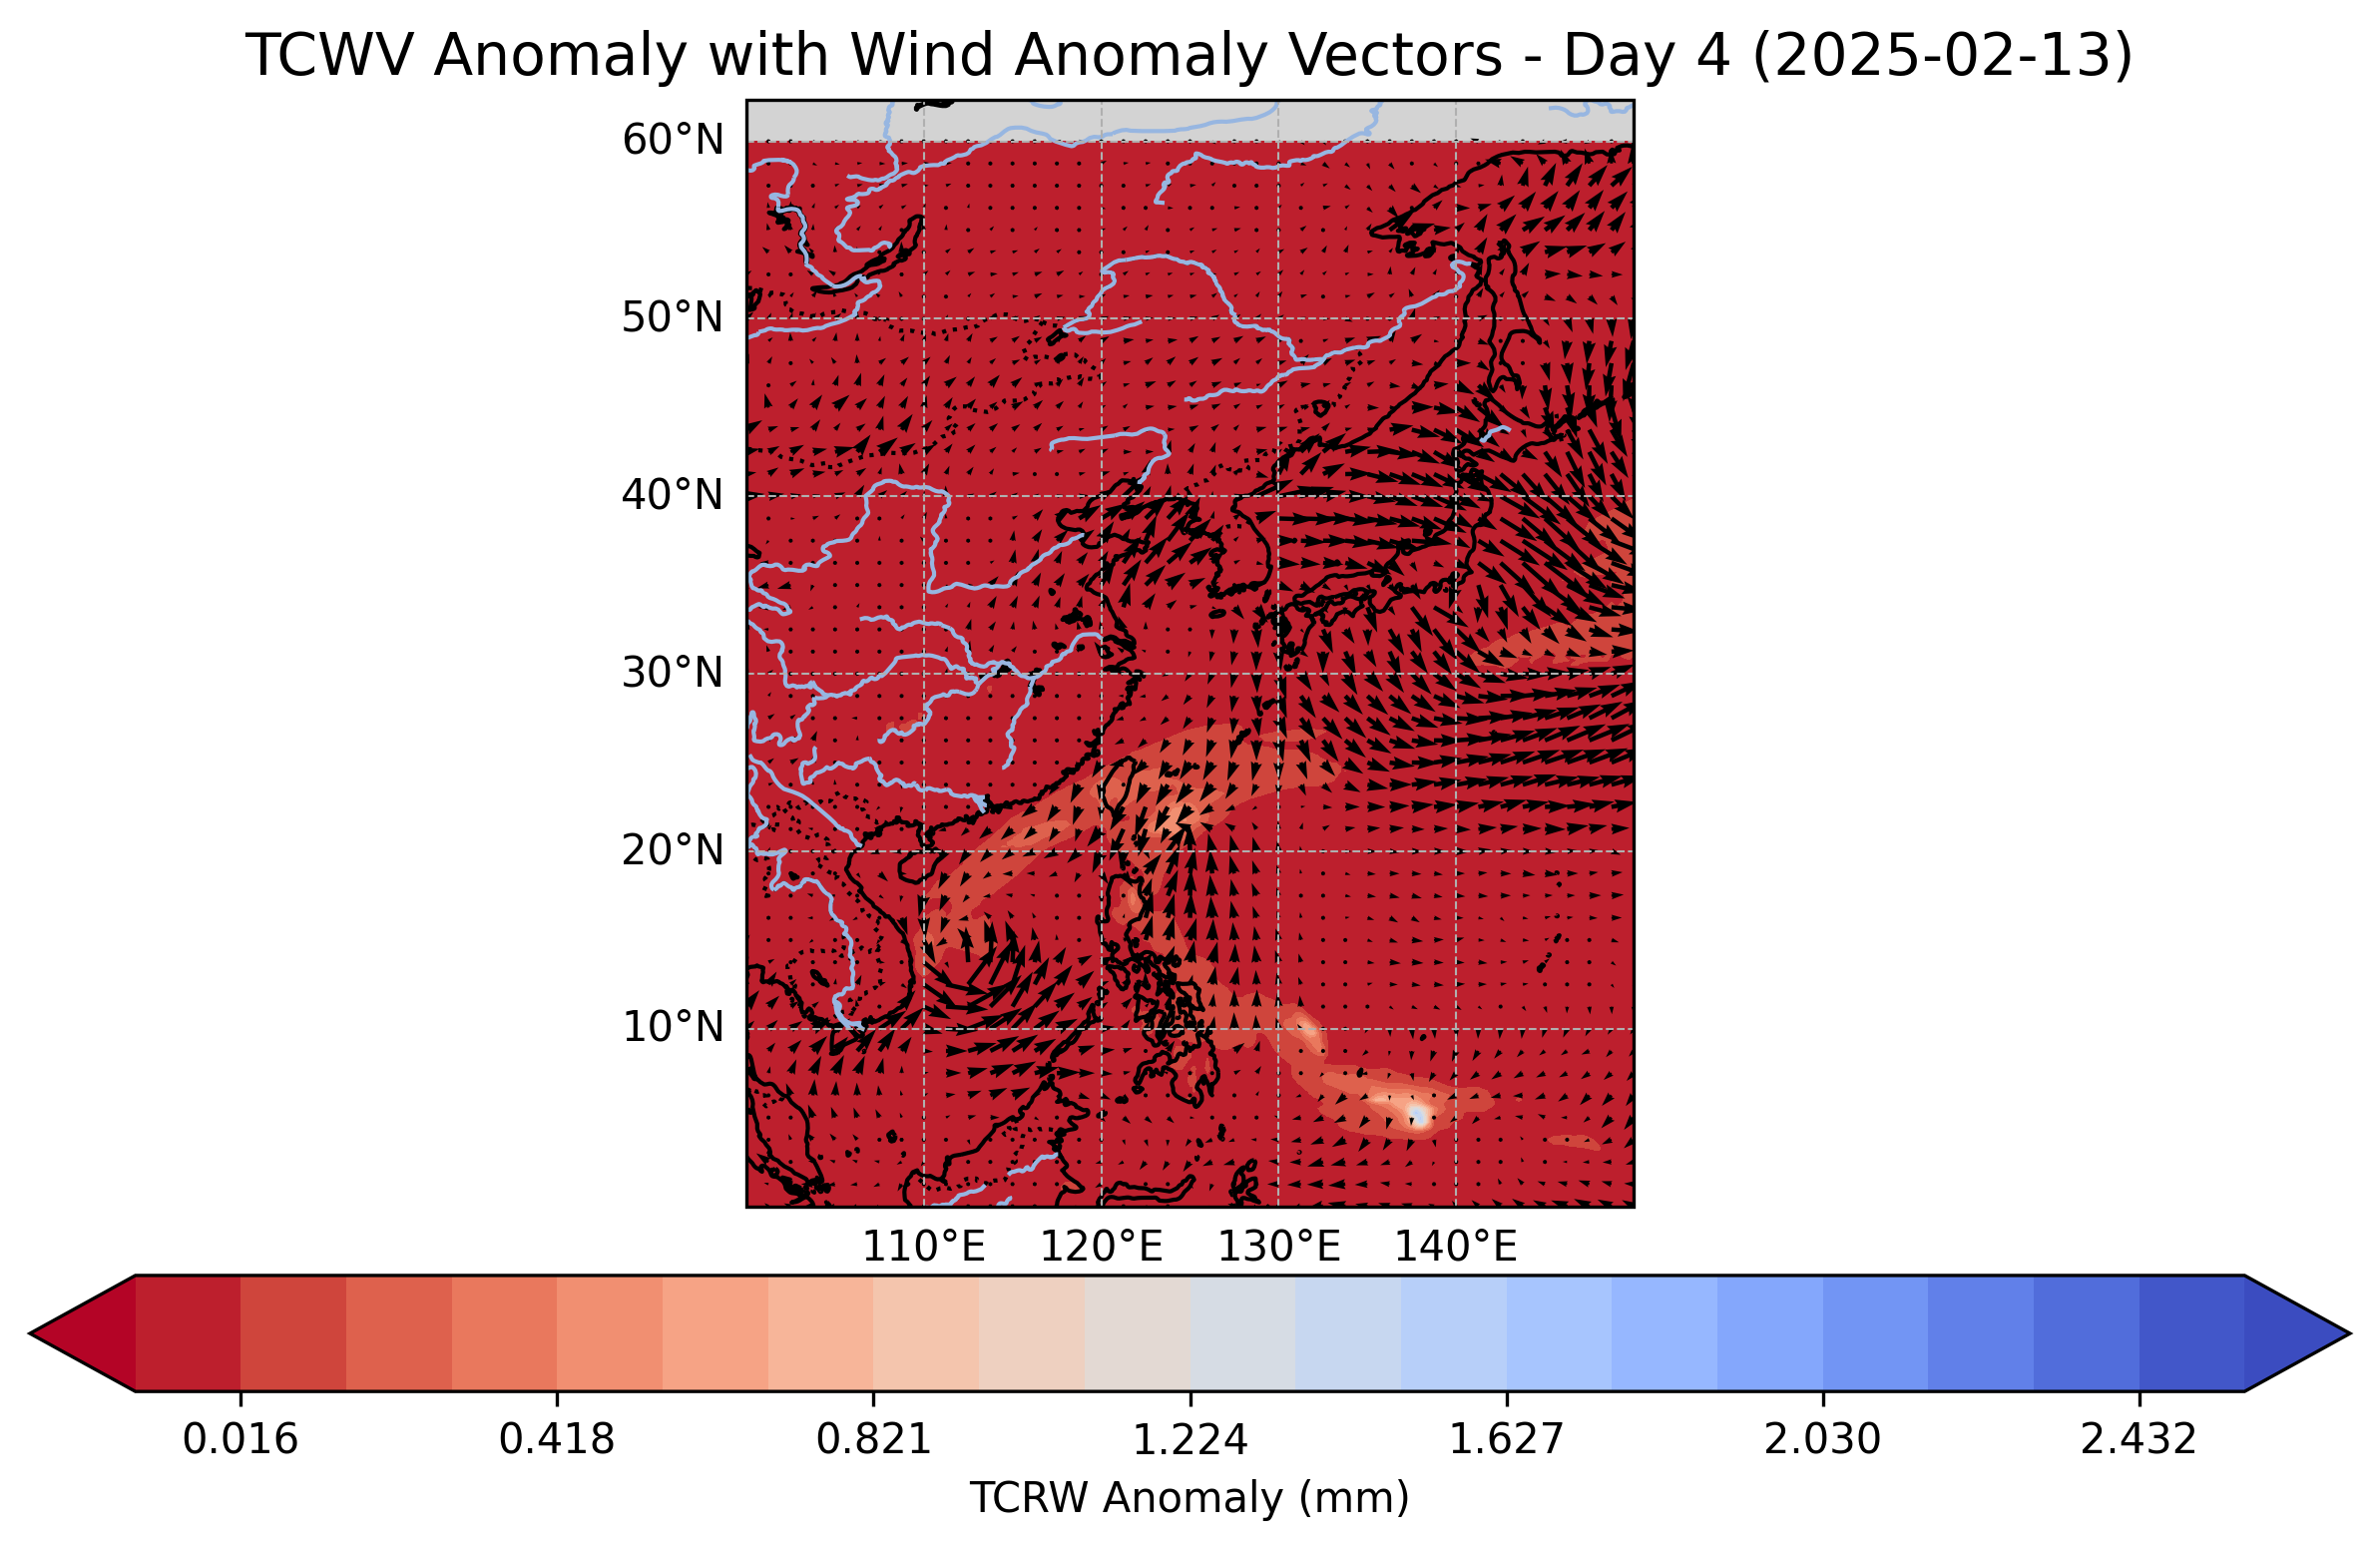 TCWV Anomaly with Wind Anomaly Vectors - Day 4 (2025-02-13)
60°N
50°N
40°N
30°N
20°N
10°N
110°E 120°E 130°E 140°E
0.016 0.418 0.821 1.224 1.627 2.030 2.432
TCRW Anomaly (mm)